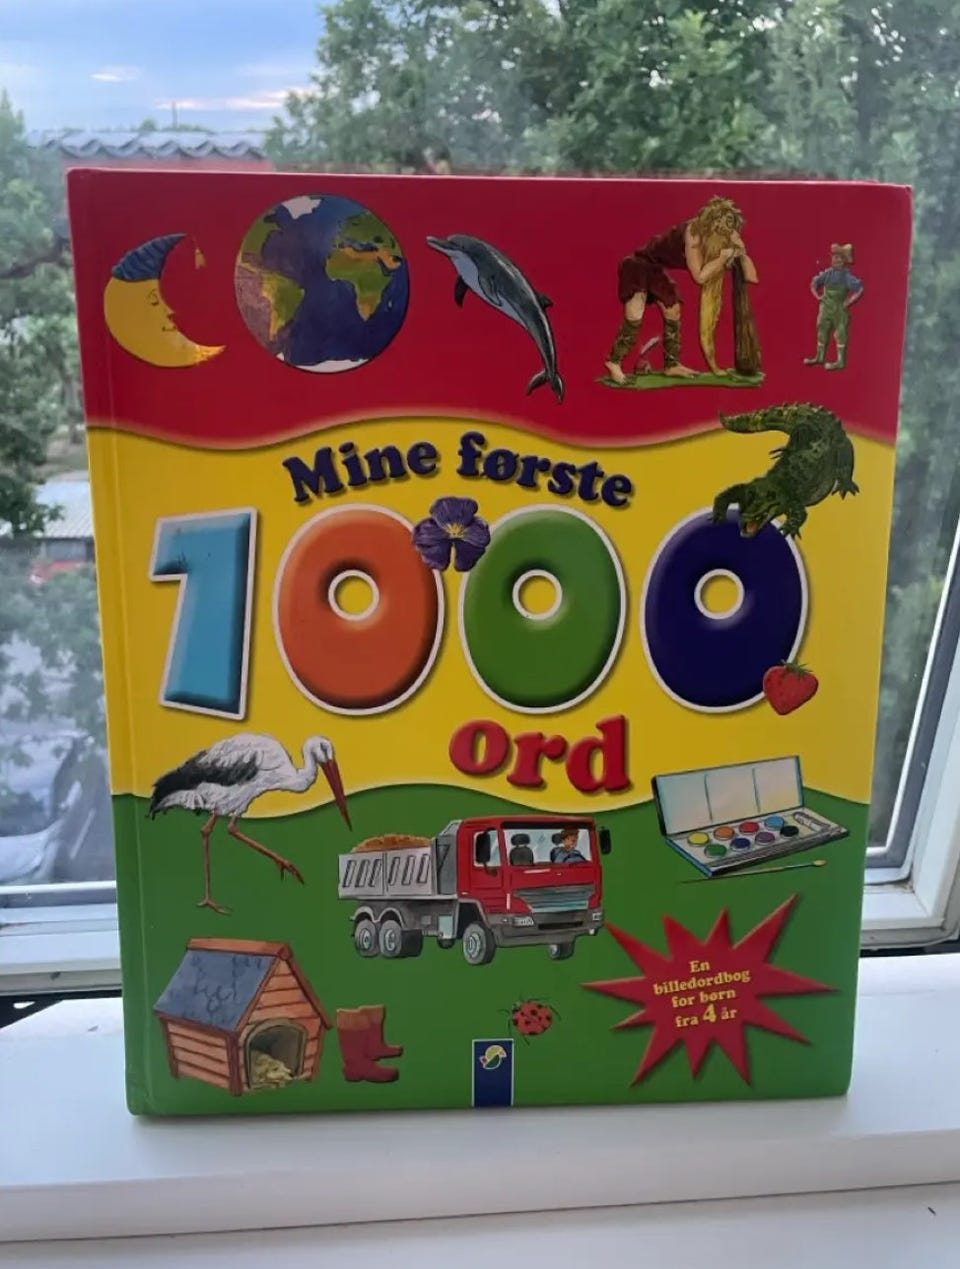 Mine første
1000
ord
En
billedordbog
for børn
fra 4 år